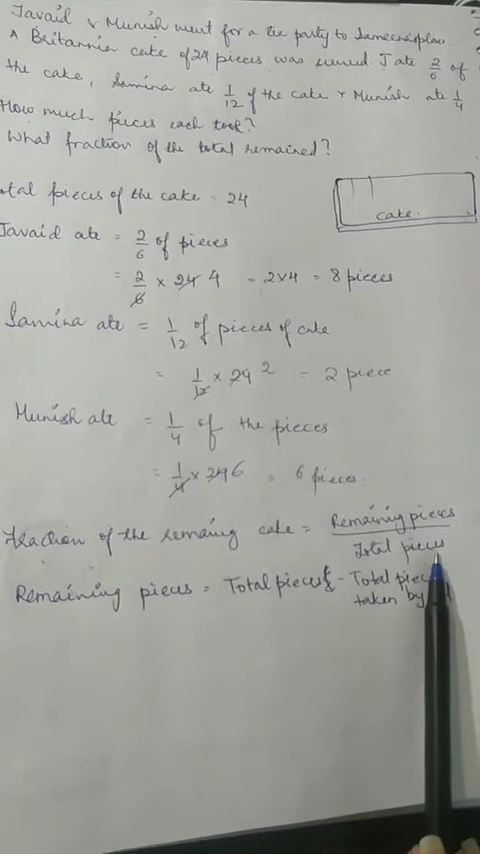 Javaid & Munish went for a tea party to Sameena's place.
A Britannia cake of 24 pieces was served. J ate 2/6 of
the cake, Samina ate 1/12 of the cake & Munish ate 1/4
How much pieces each took?
What fraction of the total remained?
otal pieces of the cake = 24
cake.
Javaid ate = 2/6 of pieces
= 2/6 × 24 4 = 2×4 = 8 pieces
Samina ate = 1/12 of pieces of cake
= 1/12 × 24 2 = 2 piece.
Munish ate = 1/4 of the pieces
= 1/4 × 24 6 = 6 pieces.
Fraction of the remaing cake = Remaining pieces
Total pieces
Remaining pieces = Total pieces - Total
taken by